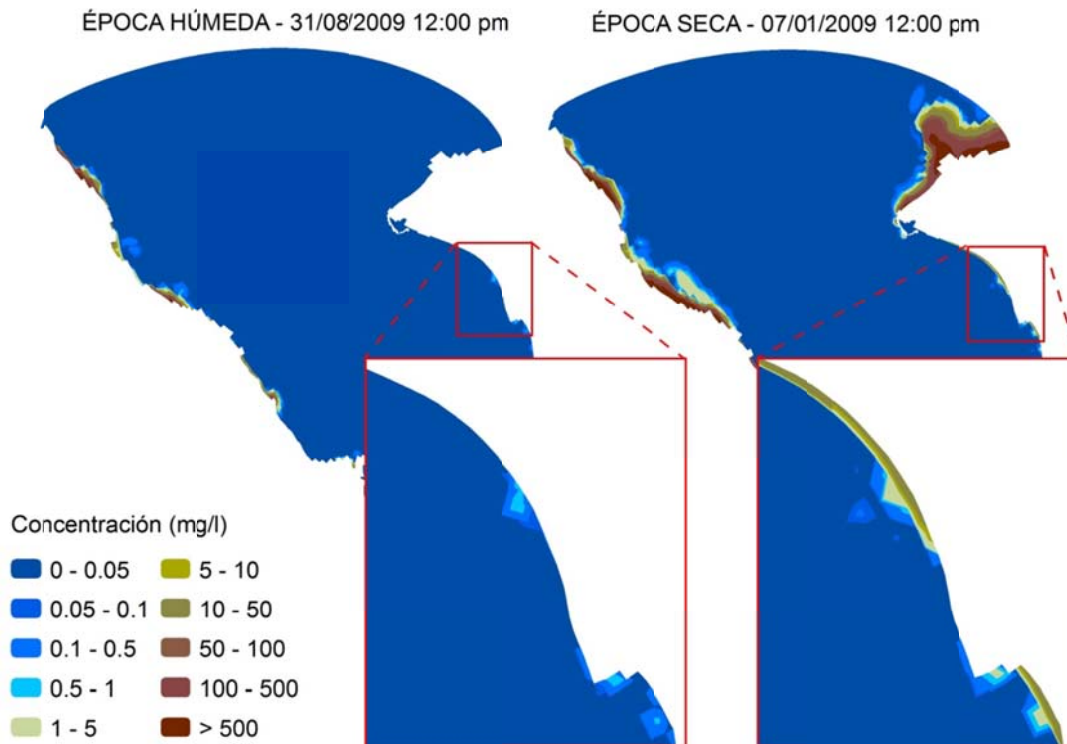 ÉPOCA HÚMEDA - 31/08/2009 12:00 pm
ÉPOCA SECA - 07/01/2009 12:00 pm
Concentración (mg/l)
0 - 0.05
0.05 - 0.1
0.1 - 0.5
0.5 - 1
1 - 5
5 - 10
10 - 50
50 - 100
100 - 500
> 500